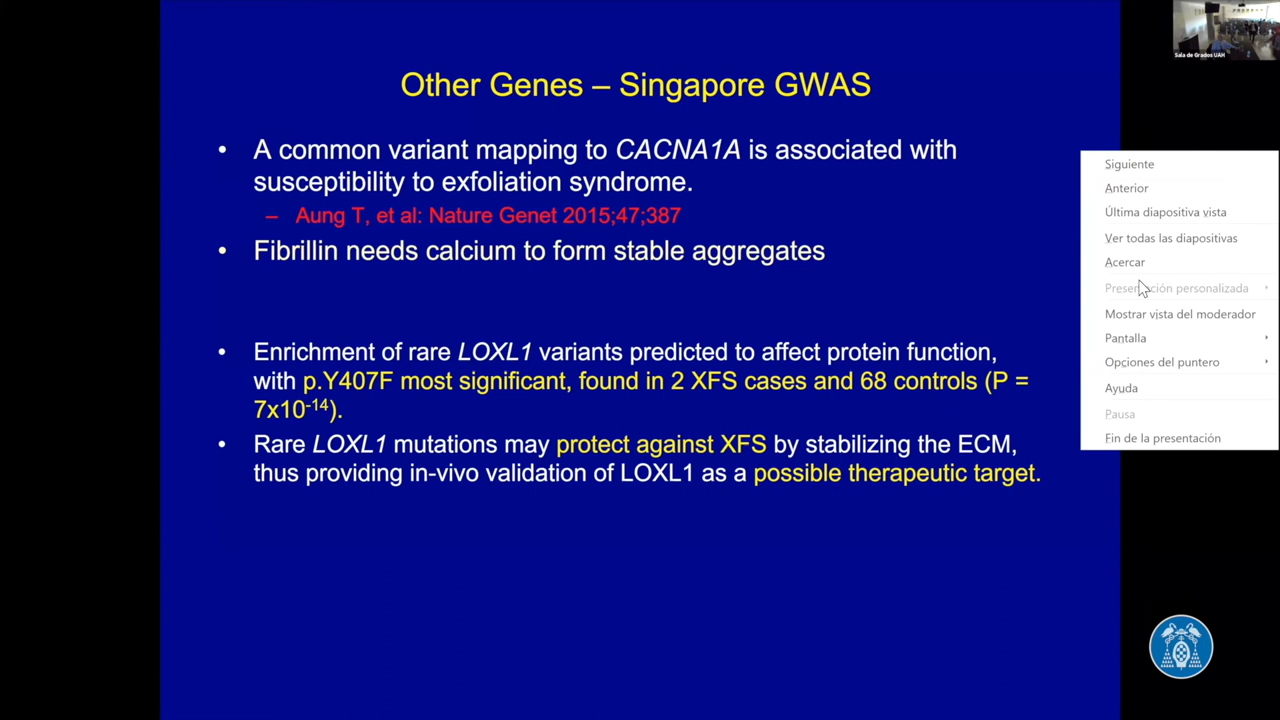 Other Genes – Singapore GWAS
• A common variant mapping to CACNA1A is associated with
susceptibility to exfoliation syndrome.
– Aung T, et al: Nature Genet 2015;47;387
• Fibrillin needs calcium to form stable aggregates
• Enrichment of rare LOXL1 variants predicted to affect protein function,
with p.Y407F most significant, found in 2 XFS cases and 68 controls (P =
7x10⁻¹⁴).
• Rare LOXL1 mutations may protect against XFS by stabilizing the ECM,
thus providing in-vivo validation of LOXL1 as a possible therapeutic target.
Sala de Grados UAH
Siguiente
Anterior
Última diapositiva vista
Ver todas las diapositivas
Acercar
Presentación personalizada
Mostrar vista del moderador
Pantalla
Opciones del puntero
Ayuda
Pausa
Fin de la presentación